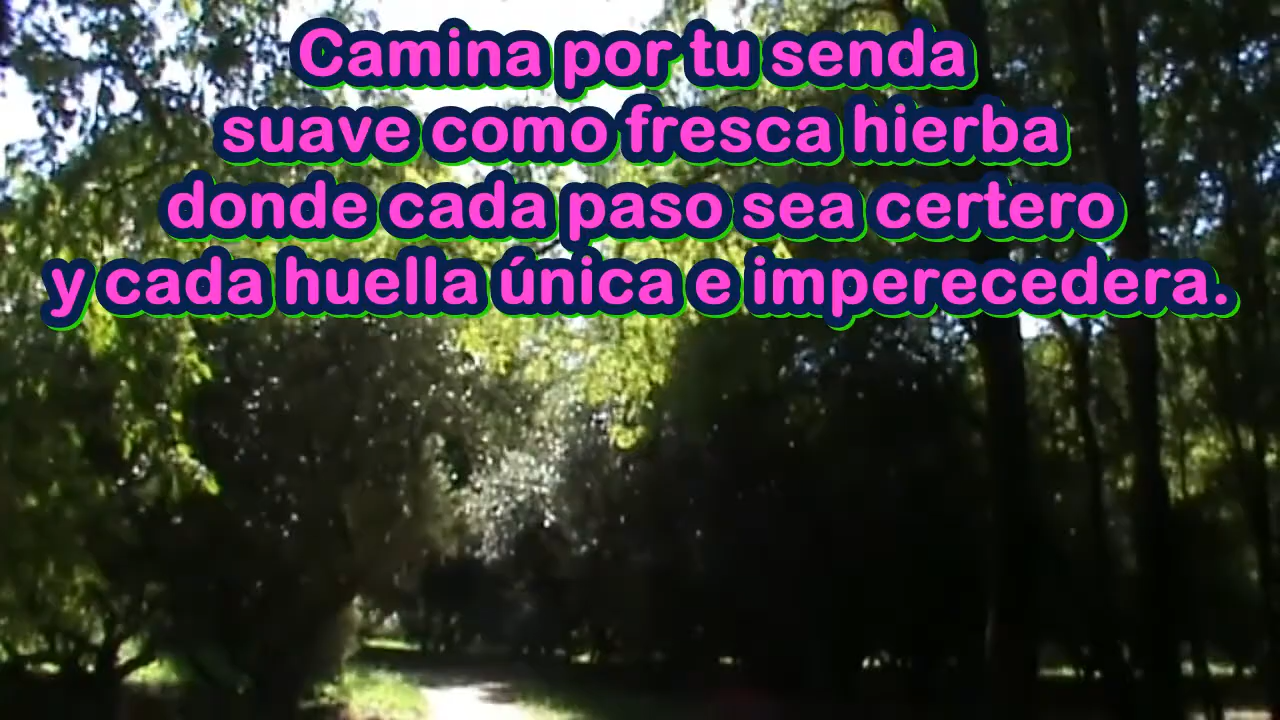 Camina por tu senda
suave como fresca hierba
donde cada paso sea certero
y cada huella única e imperecedera.